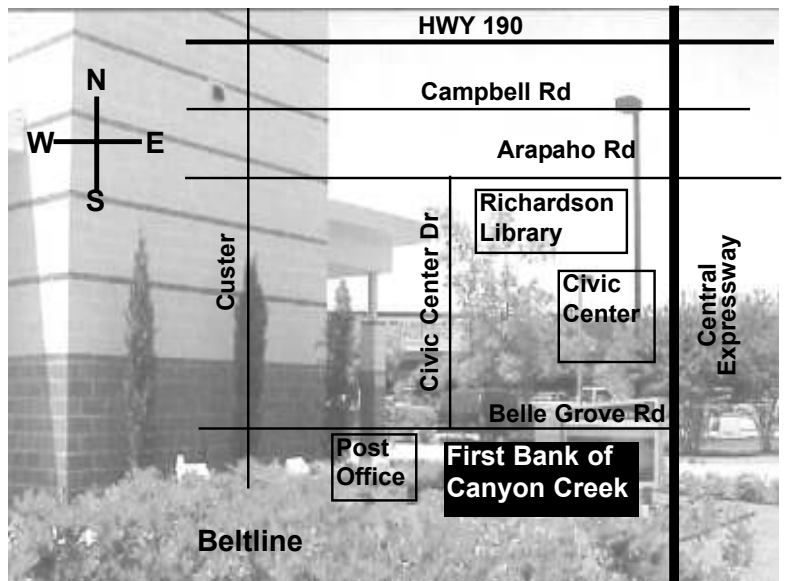 HWY 190
N
Campbell Rd
W
E
Arapaho Rd
S
Richardson
Library
Custer
Civic Center Dr
Civic
Center
Central
Expressway
Belle Grove Rd
Post
Office
First Bank of
Canyon Creek
Beltline